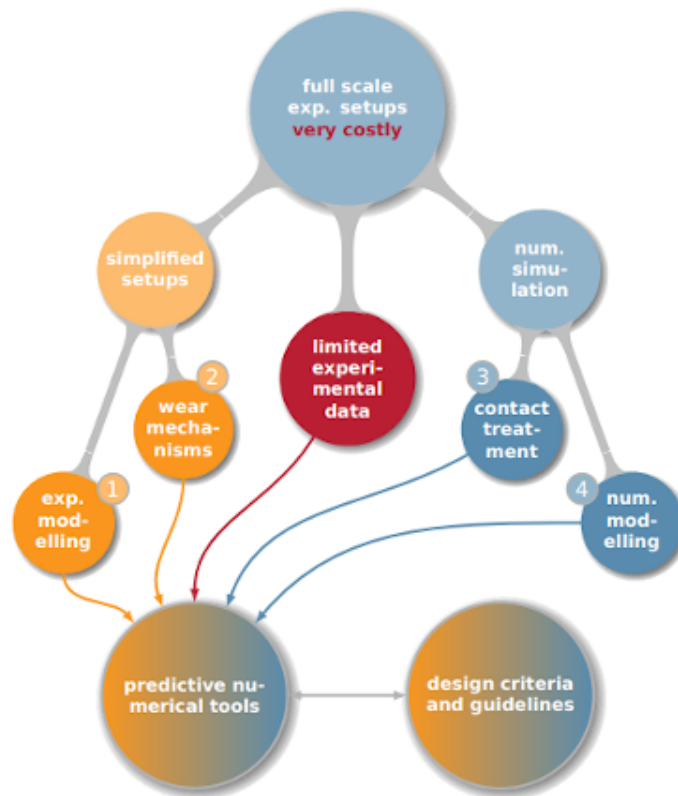 full scale
exp. setups
very costly
simplified
setups
num.
simu-
lation
limited
experi-
mental
data
2
wear
mecha-
nisms
3
contact
treat-
ment
1
exp.
mod-
elling
4
num.
mod-
elling
predictive nu-
merical tools
design criteria
and guidelines